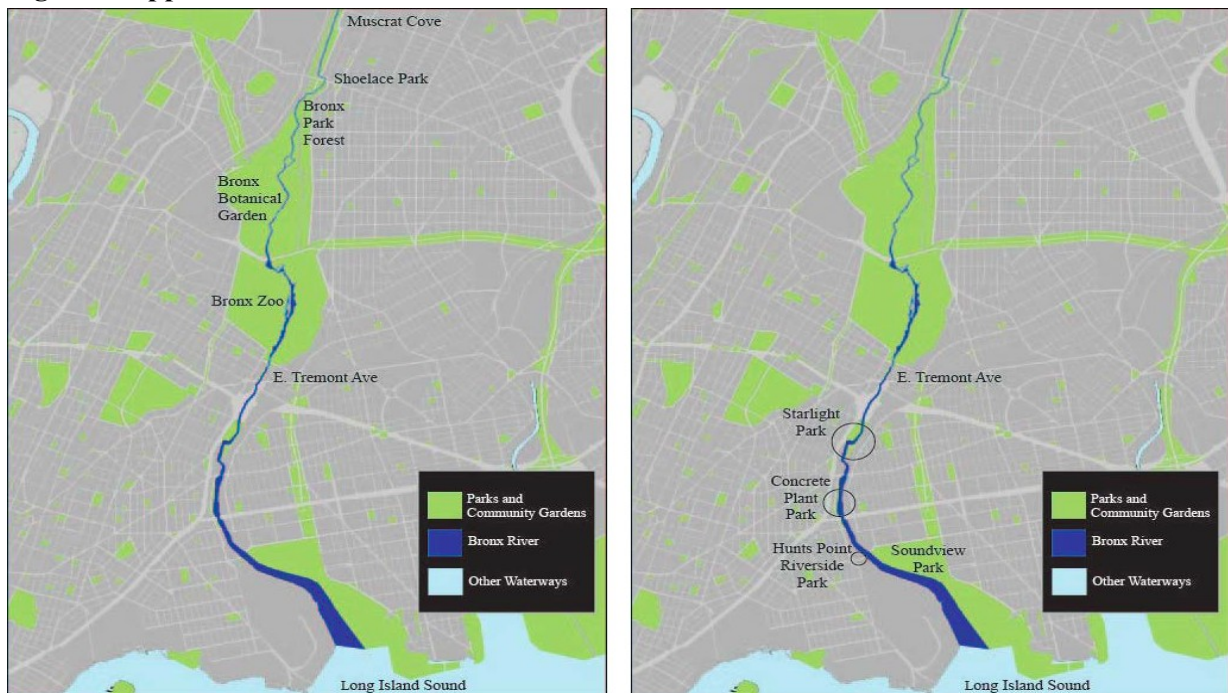 Muscrat Cove
Shoelace Park
Bronx
Park
Forest
Bronx
Botanical
Garden
Bronx Zoo
E. Tremont Ave
Parks and
Community Gardens
Bronx River
Other Waterways
Long Island Sound
E. Tremont Ave
Starlight
Park
Concrete
Plant
Park
Hunts Point
Riverside
Park
Soundview
Park
Parks and
Community Gardens
Bronx River
Other Waterways
Long Island Sound